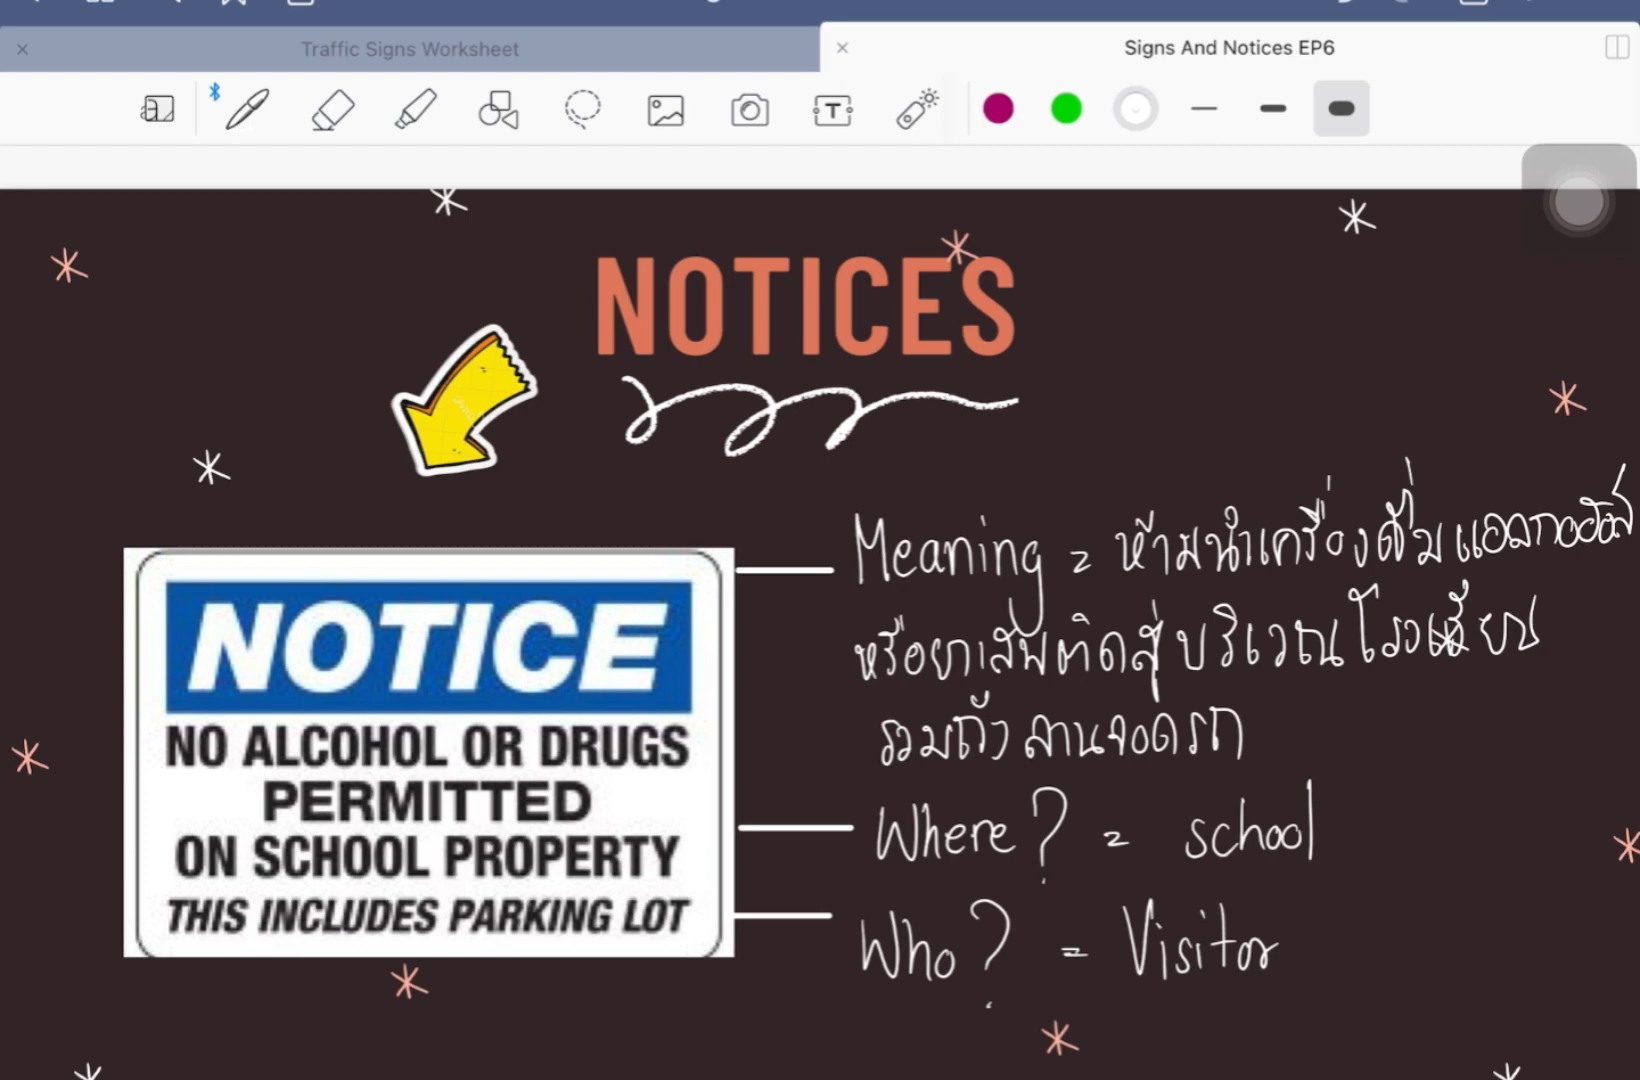 Traffic Signs Worksheet
Signs And Notices EP6
NOTICES
NOTICE
NO ALCOHOL OR DRUGS
PERMITTED
ON SCHOOL PROPERTY
THIS INCLUDES PARKING LOT
Meaning = ห้ามนำเครื่องดื่มแอลกอฮอล์
หรือยาเสพติดสู่บริเวณโรงเรียน
รวมถึงลานจอดรถ
Where? = school
Who? = Visitor